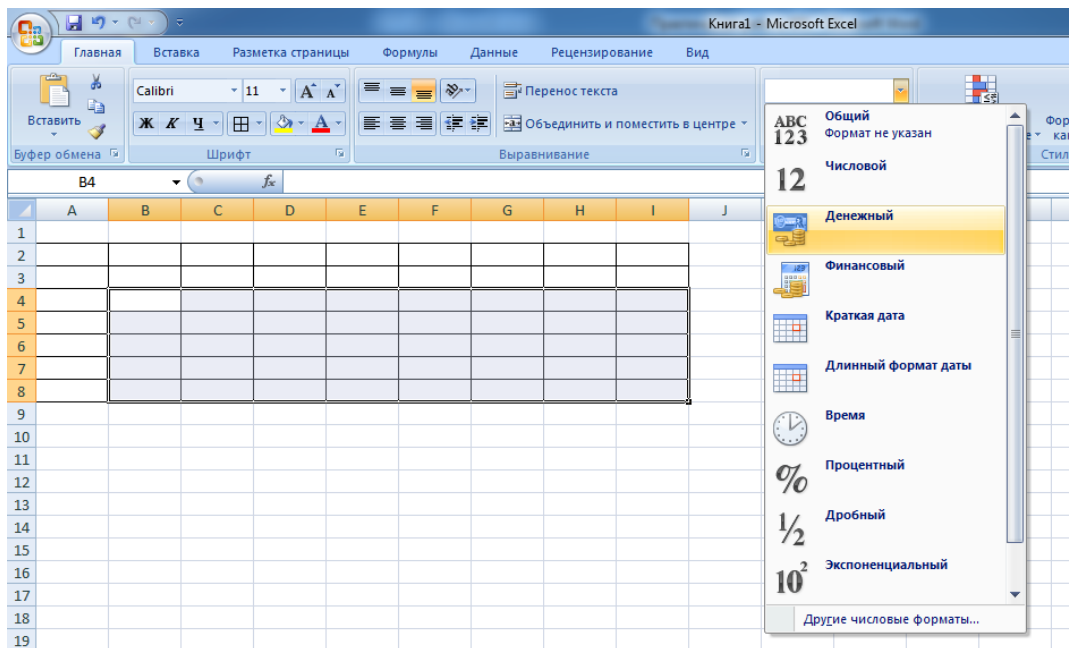 Книга1 - Microsoft Excel
Главная Вставка Разметка страницы Формулы Данные Рецензирование Вид
Calibri 11 Перенос текста
Вставить Ж К Ч А Объединить и поместить в центре
Буфер обмена Шрифт Выравнивание
B4 fx
A B C D E F G H I J
1
2
3
4
5
6
7
8
9
10
11
12
13
14
15
16
17
18
19
ABC 123 Общий
Формат не указан
12 Числовой
Денежный
Финансовый
Краткая дата
Длинный формат даты
Время
% Процентный
1/2 Дробный
10² Экспоненциальный
Другие числовые форматы...